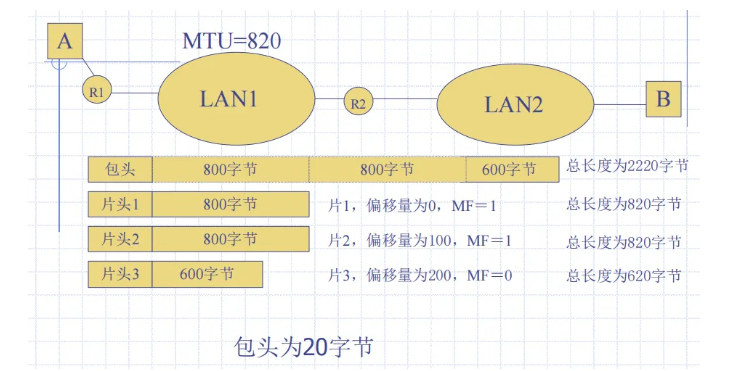 A
MTU=820
R1
LAN1
R2
LAN2
B
包头 800字节 800字节 600字节 总长度为2220字节
片头1 800字节 片1，偏移量为0，MF＝1 总长度为820字节
片头2 800字节 片2，偏移量为100，MF＝1 总长度为820字节
片头3 600字节 片3，偏移量为200，MF＝0 总长度为620字节
包头为20字节